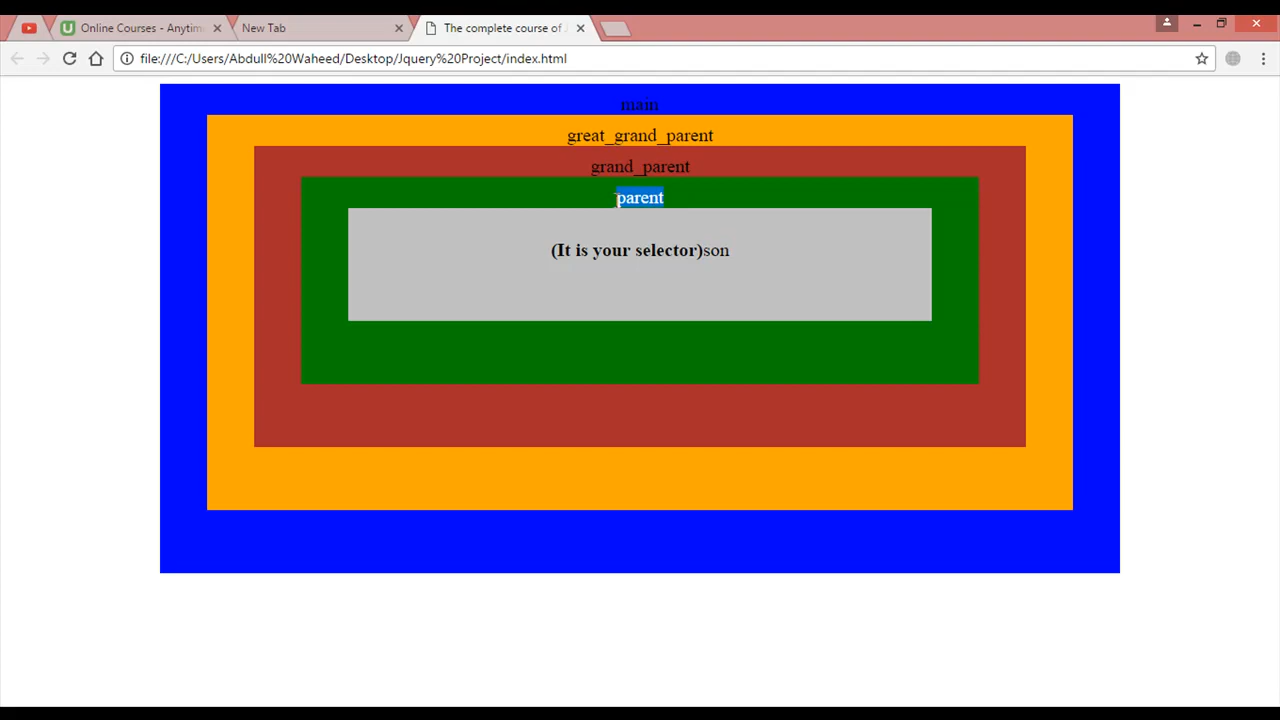 Online Courses - Anytim
New Tab
The complete course of J
file:///C:/Users/Abdull%20Waheed/Desktop/Jquery%20Project/index.html
main
great_grand_parent
grand_parent
parent
(It is your selector)son